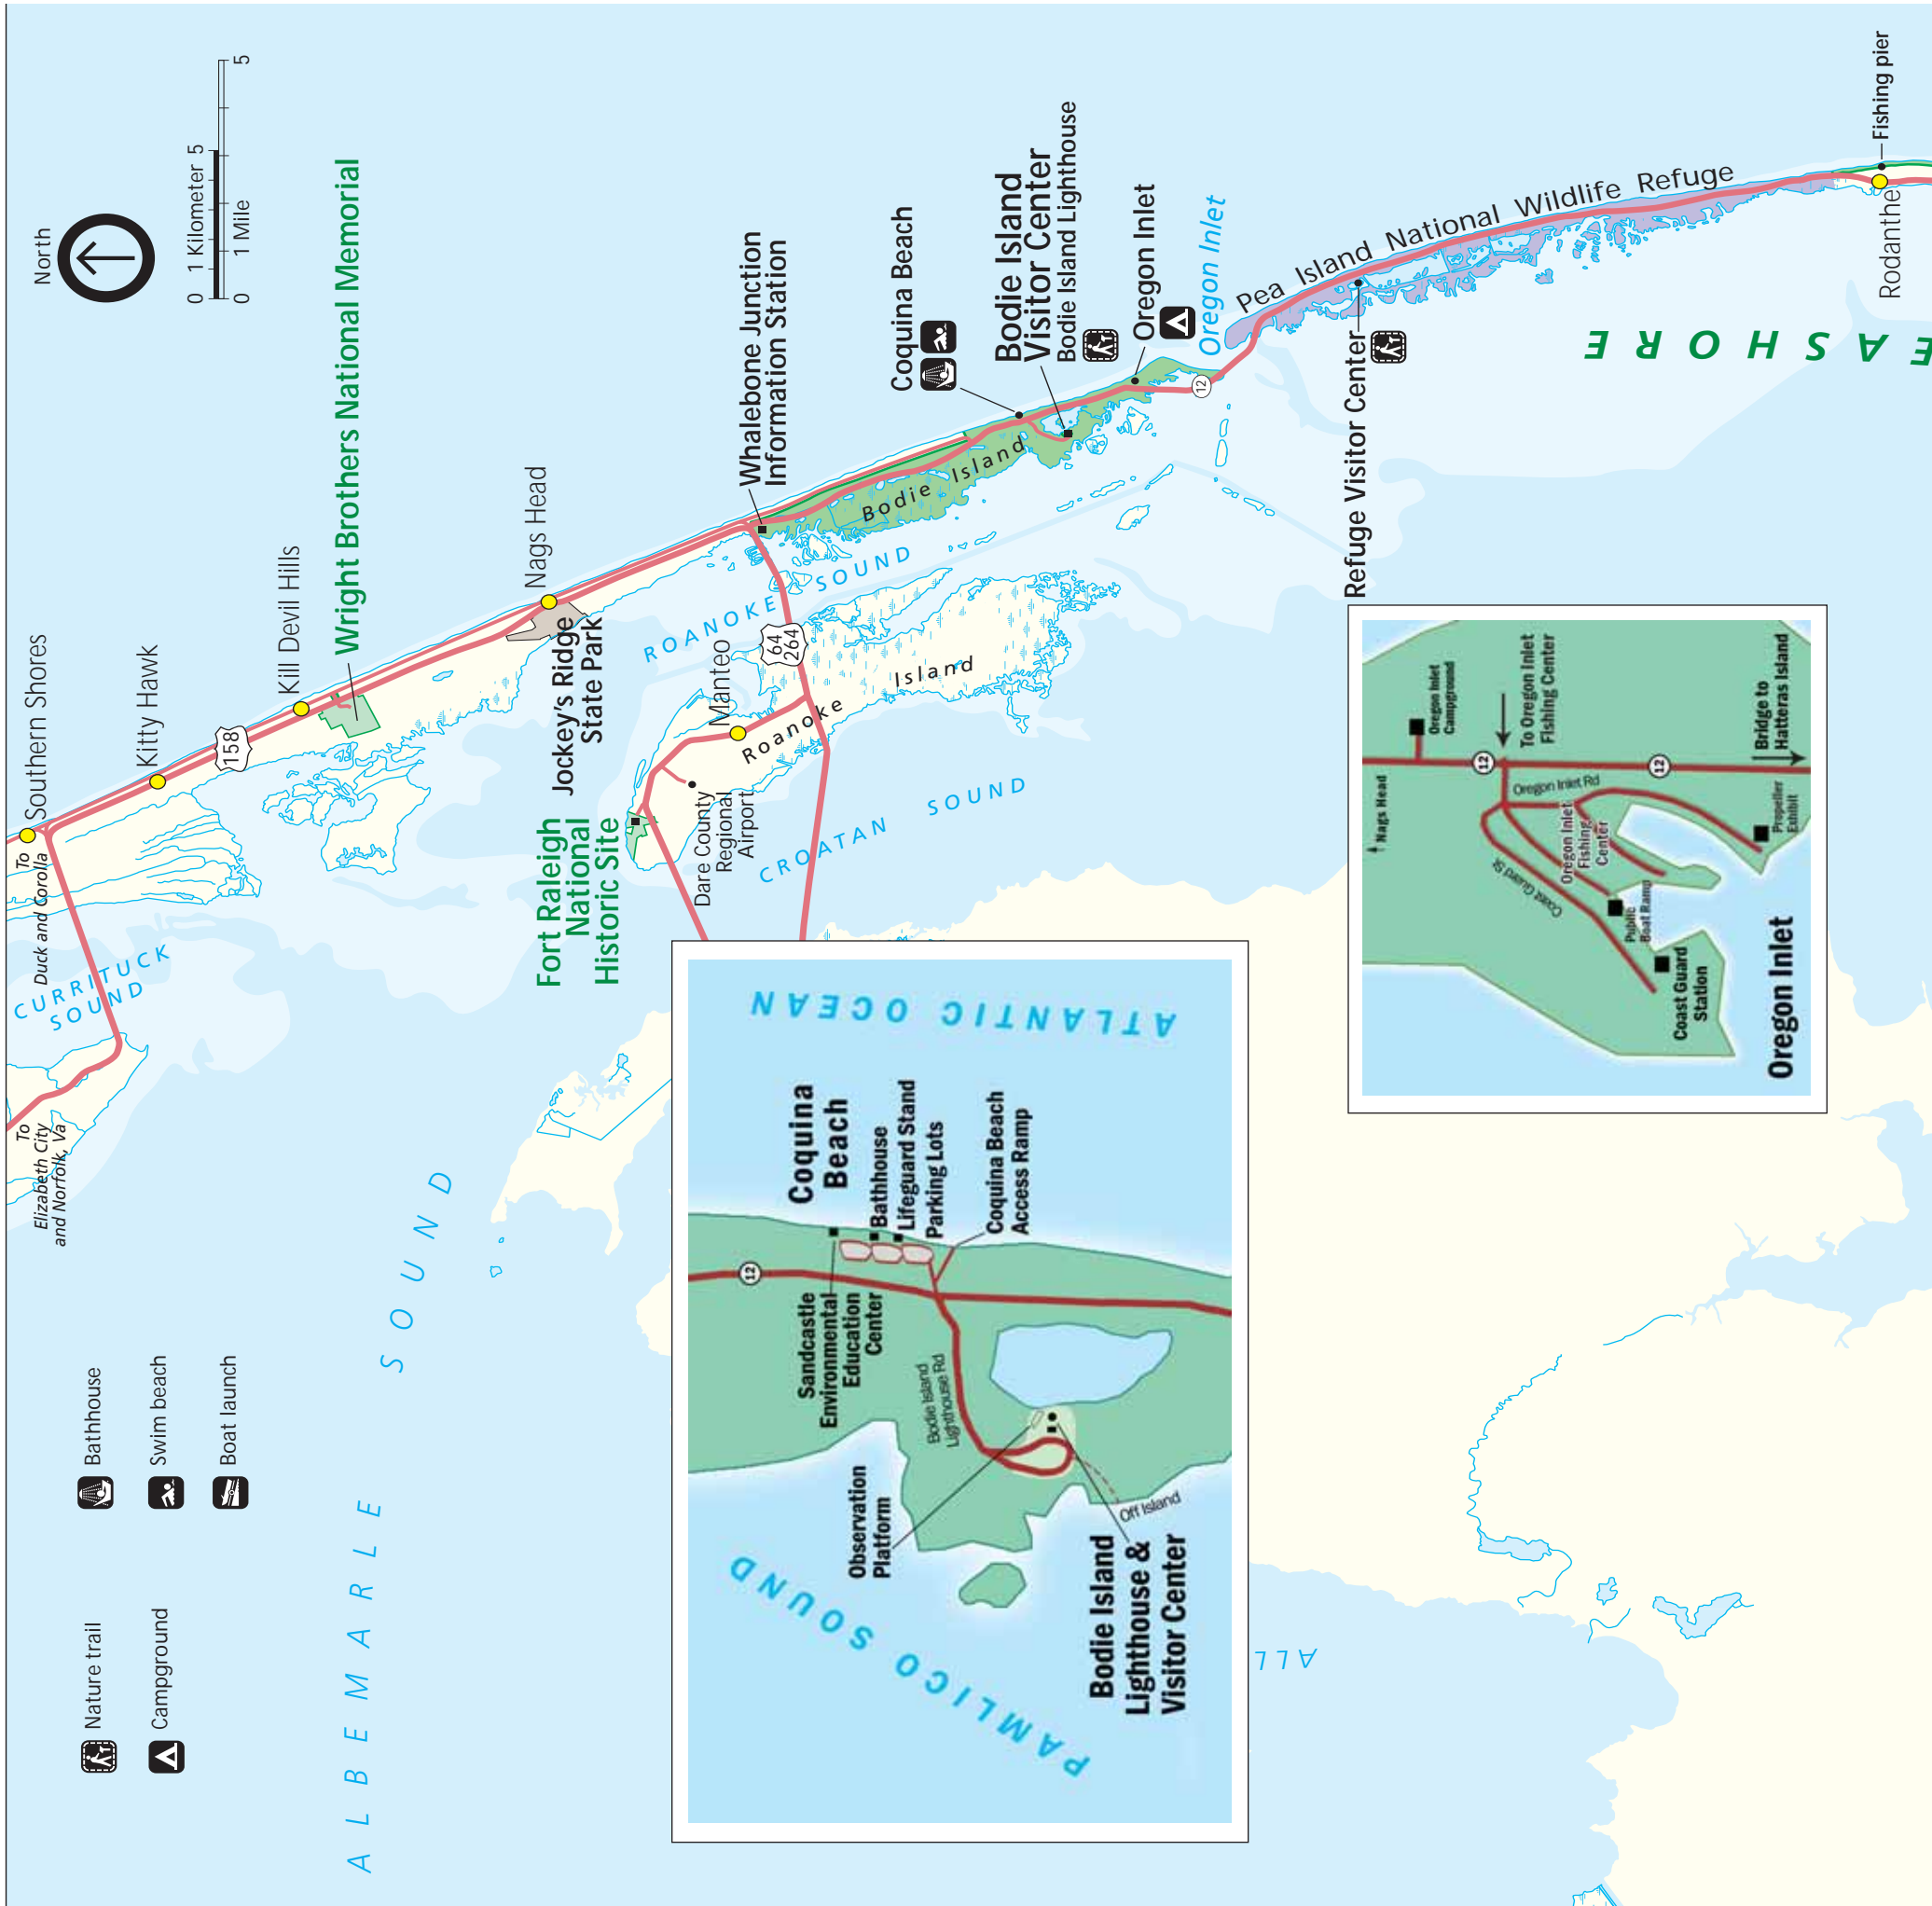 North
0 1 Kilometer 5
0 1 Mile 5
Southern Shores
To
Duck and Corolla
Kitty Hawk
158
Kill Devil Hills
Wright Brothers National Memorial
Nags Head
Jockey's Ridge
State Park
CURRITUCK
SOUND
To
Elizabeth City
and Norfolk, Va
ALBEMARLE SOUND
Nature trail
Campground
Bathhouse
Swim beach
Boat launch
Fort Raleigh
National
Historic Site
Dare County
Regional
Airport
Manteo
Roanoke Island
ROANOKE SOUND
CROATAN SOUND
64
264
Whalebone Junction
Information Station
Bodie Island
Coquina Beach
Bodie Island
Visitor Center
Bodie Island Lighthouse
Oregon Inlet
Oregon Inlet
12
Pea Island National Wildlife Refuge
Refuge Visitor Center
EASHORE
Rodanthe
Fishing pier
ALL
ATLANTIC OCEAN
PAMLICO SOUND
12
Coquina
Beach
Bathhouse
Lifeguard Stand
Parking Lots
Coquina Beach
Access Ramp
Sandcastle
Environmental
Education
Center
Bodie Island
Lighthouse Rd
Observation
Platform
Off Island
Bodie Island
Lighthouse &
Visitor Center
Nags Head
Oregon Inlet
Campground
12
To Oregon Inlet
Fishing Center
Oregon Inlet Rd
12
Bridge to
Hatteras Island
Propeller
Exhibit
Oregon Inlet
Fishing
Center
Coast Guard St
Public
Boat Ramp
Coast Guard
Station
Oregon Inlet